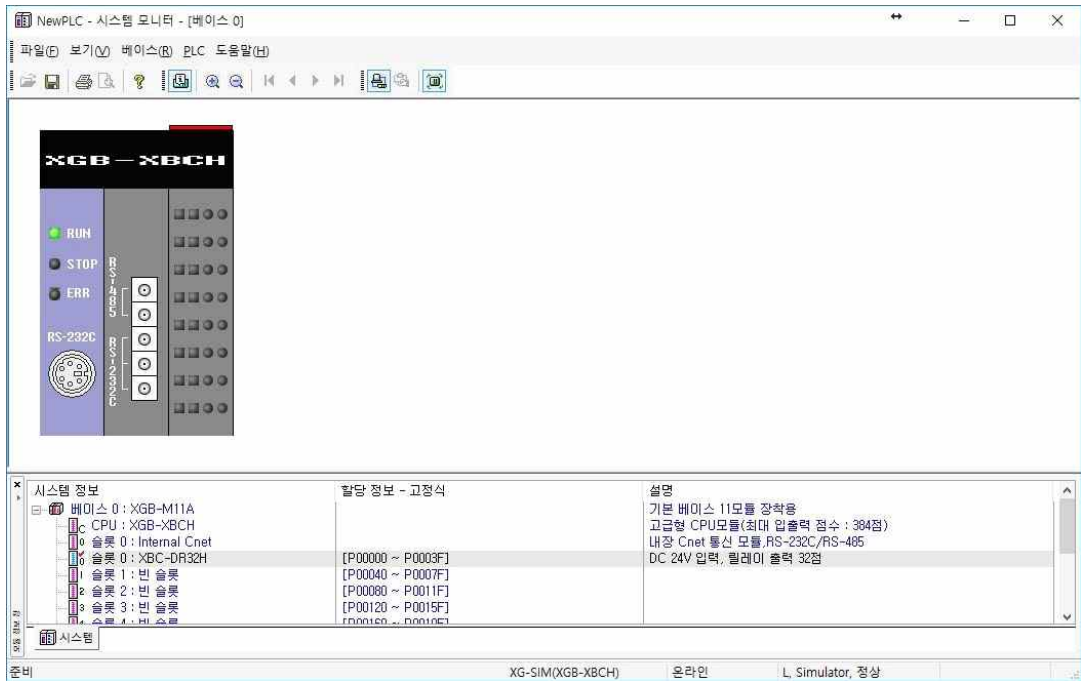 NewPLC - 시스템 모니터 - [베이스 0]
파일(F) 보기(V) 베이스(R) PLC 도움말(H)
XGB-XBCH
RUN
STOP
ERR
RS-485
RS-232C
RS-232C
시스템 정보 할당 정보 - 고정식 설명
베이스 0 : XGB-M11A 기본 베이스 11모듈 장착용
CPU : XGB-XBCH 고급형 CPU모듈(최대 입출력 점수 : 384점)
슬롯 0 : Internal Cnet 내장 Cnet 통신 모듈,RS-232C/RS-485
슬롯 0 : XBC-DR32H [P00000 ~ P0003F] DC 24V 입력, 릴레이 출력 32점
슬롯 1 : 빈 슬롯 [P00040 ~ P0007F]
슬롯 2 : 빈 슬롯 [P00080 ~ P0011F]
슬롯 3 : 빈 슬롯 [P00120 ~ P0015F]
슬롯 4 : 빈 슬롯 [P00160 ~ P0019F]
시스템
준비 XG-SIM(XGB-XBCH) 온라인 L, Simulator, 정상